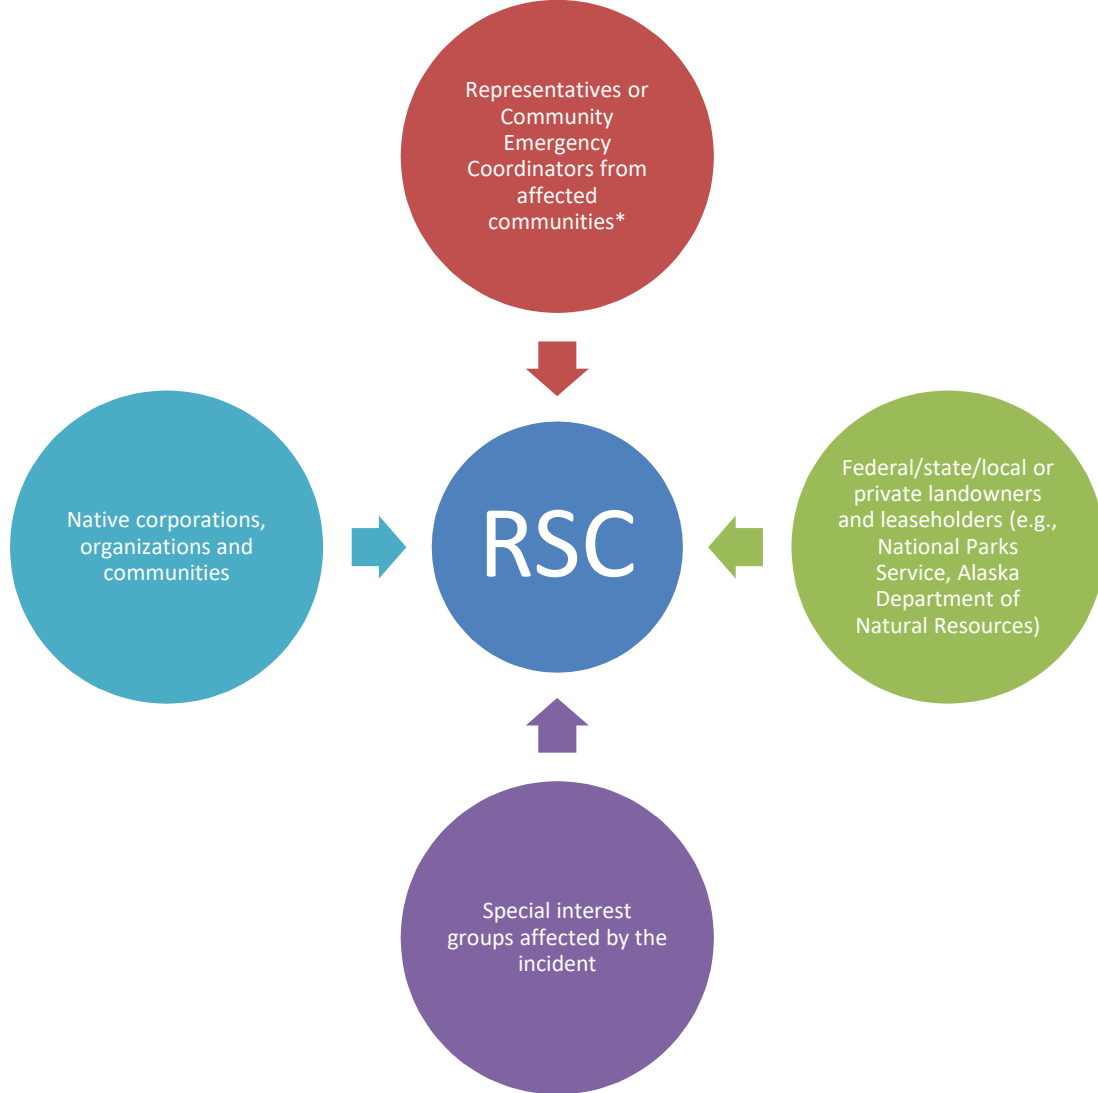 Representatives or
Community
Emergency
Coordinators from
affected
communities*
Native corporations,
organizations and
communities
RSC
Federal/state/local or
private landowners
and leaseholders (e.g.,
National Parks
Service, Alaska
Department of
Natural Resources)
Special interest
groups affected by the
incident